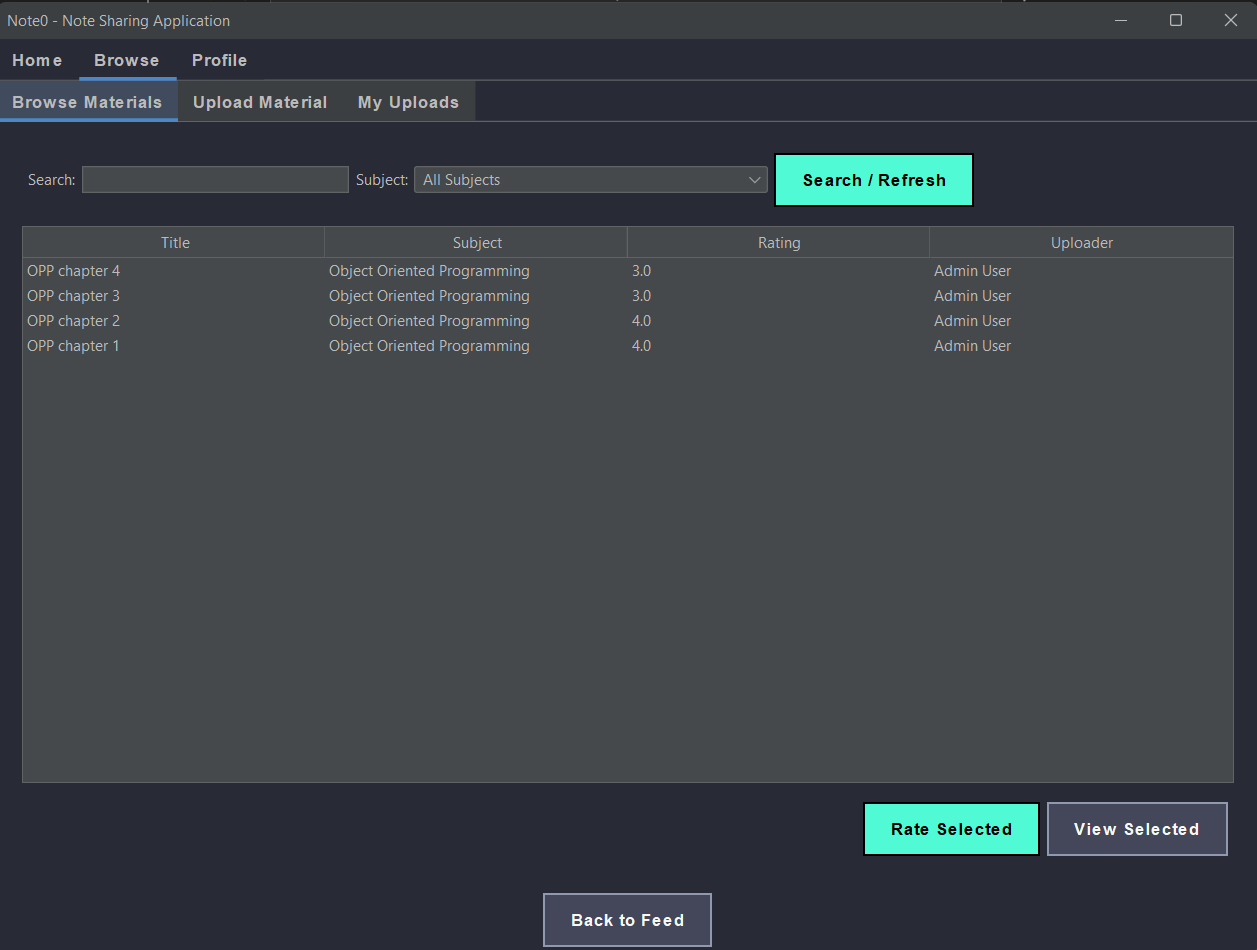 Note0 - Note Sharing Application
Home Browse Profile
Browse Materials Upload Material My Uploads
Search: Subject: All Subjects Search / Refresh
Title Subject Rating Uploader
OPP chapter 4 Object Oriented Programming 3.0 Admin User
OPP chapter 3 Object Oriented Programming 3.0 Admin User
OPP chapter 2 Object Oriented Programming 4.0 Admin User
OPP chapter 1 Object Oriented Programming 4.0 Admin User
Rate Selected View Selected
Back to Feed